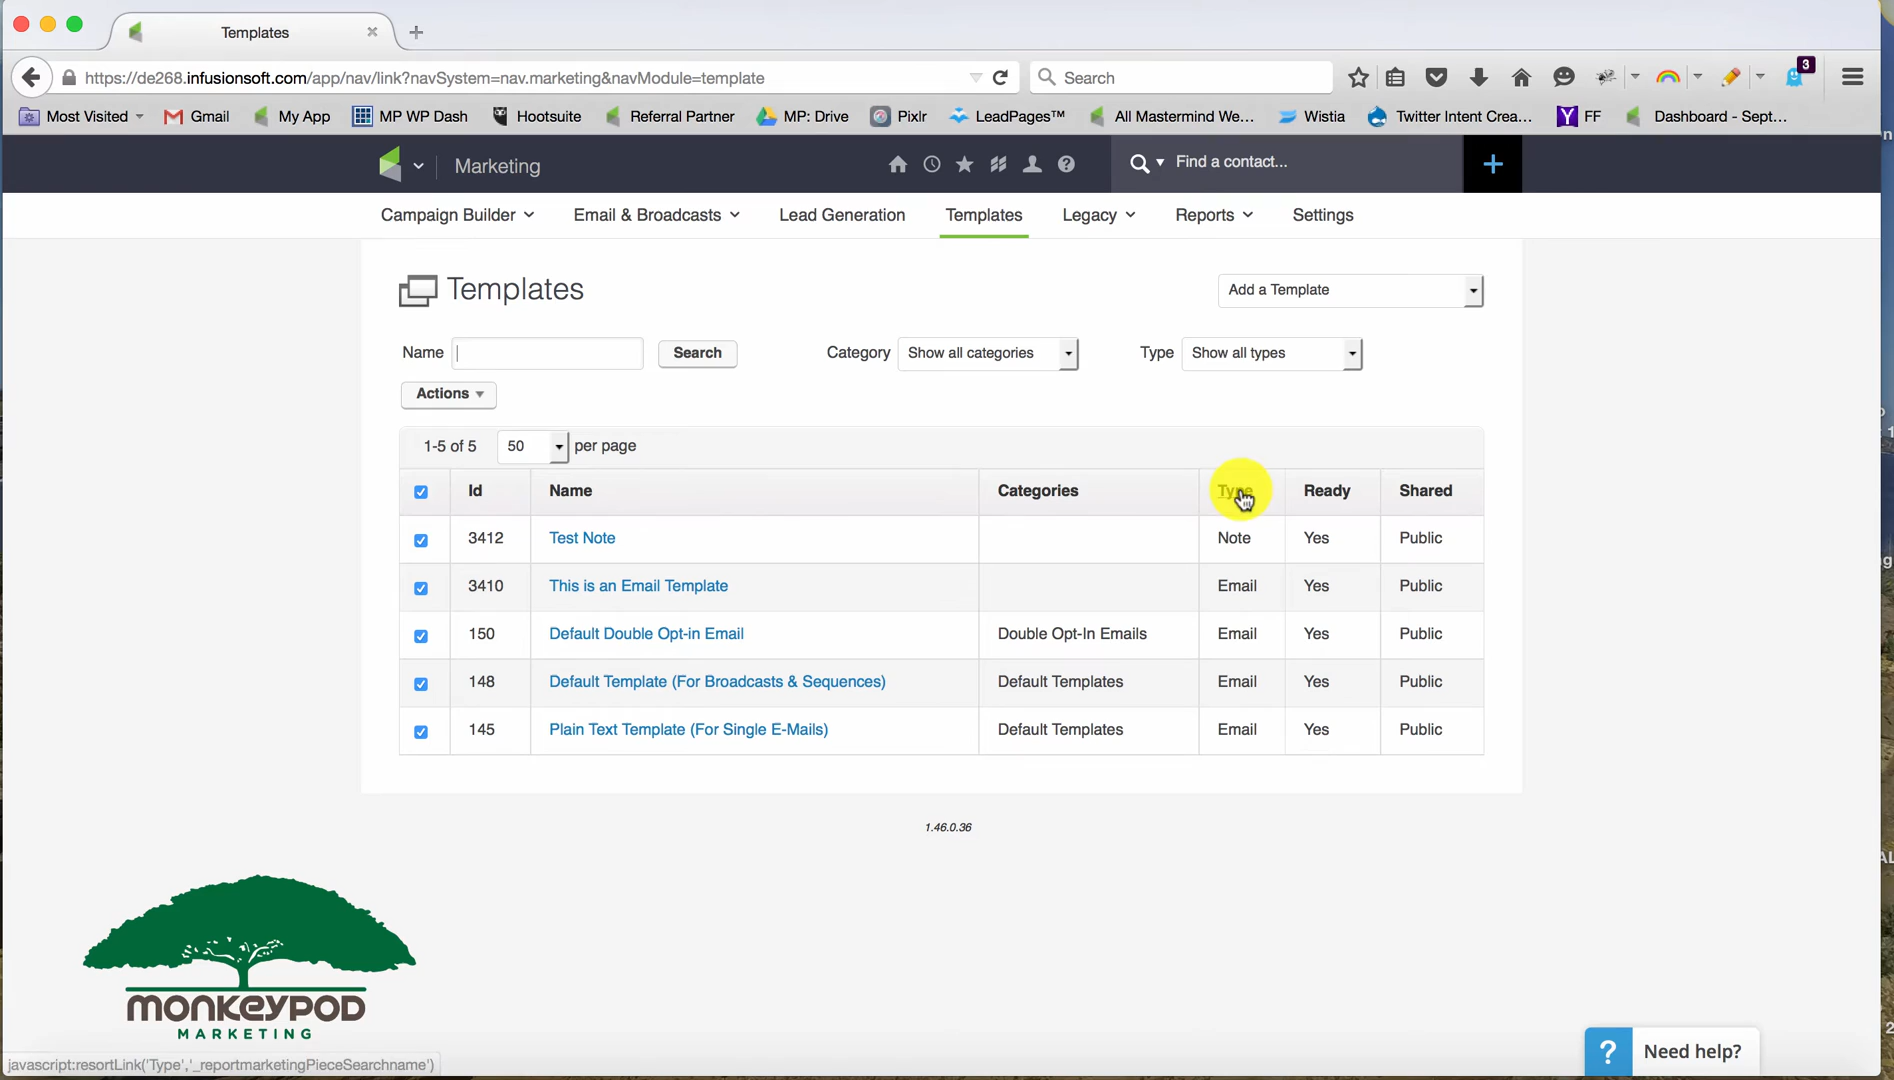 Templates
https://de268.infusionsoft.com/app/nav/link?navSystem=nav.marketing&navModule=template
Search
3
Most Visited Gmail My App MP WP Dash Hootsuite Referral Partner MP: Drive Pixlr LeadPages™ All Mastermind We... Wistia Twitter Intent Crea... FF Dashboard - Sept...
Marketing
Find a contact...
Campaign Builder Email & Broadcasts Lead Generation Templates Legacy Reports Settings
Templates
Add a Template
Name Search Category Show all categories Type Show all types
Actions
1-5 of 5 50 per page
Id Name Categories Type Ready Shared
3412 Test Note Note Yes Public
3410 This is an Email Template Email Yes Public
150 Default Double Opt-in Email Double Opt-In Emails Email Yes Public
148 Default Template (For Broadcasts & Sequences) Default Templates Email Yes Public
145 Plain Text Template (For Single E-Mails) Default Templates Email Yes Public
1.46.0.36
MONKEYPOD
MARKETING
? Need help?
javascript:resortLink('Type','_reportmarketingPieceSearchname')